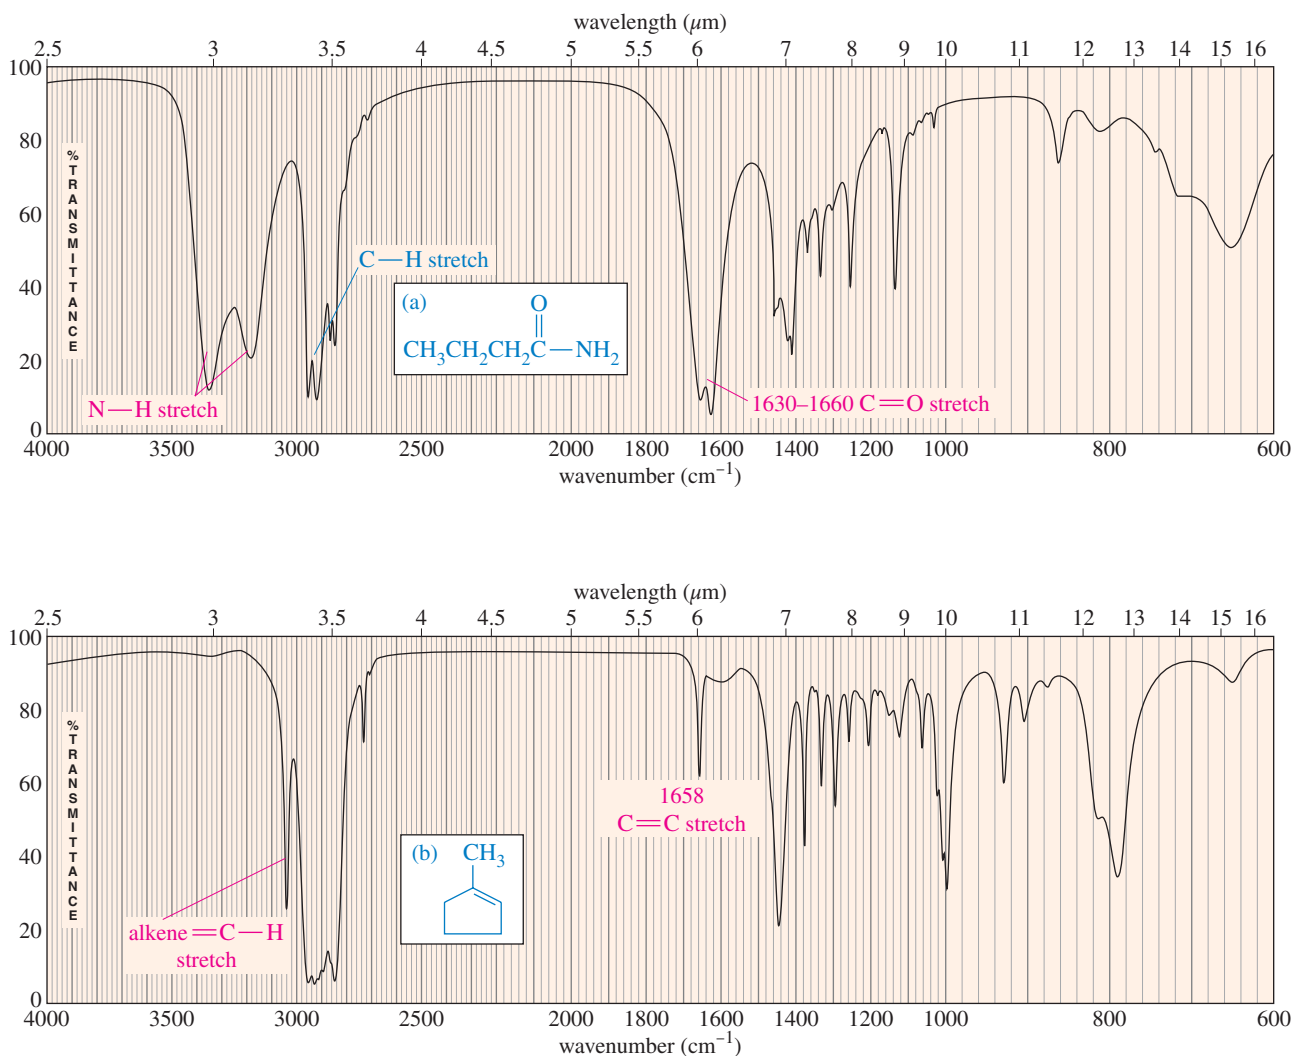 wavelength (μm)
2.5 3 3.5 4 4.5 5 5.5 6 7 8 9 10 11 12 13 14 15 16
100
80
60
40
20
0
%TRANSMITTANCE
C—H stretch
(a)
O
CH₃CH₂CH₂C—NH₂
N—H stretch
1630–1660 C=O stretch
4000 3500 3000 2500 2000 1800 1600 1400 1200 1000 800 600
wavenumber (cm⁻¹)
wavelength (μm)
2.5 3 3.5 4 4.5 5 5.5 6 7 8 9 10 11 12 13 14 15 16
100
80
60
40
20
0
%TRANSMITTANCE
1658
C=C stretch
(b)
CH₃
alkene =C—H
stretch
4000 3500 3000 2500 2000 1800 1600 1400 1200 1000 800 600
wavenumber (cm⁻¹)